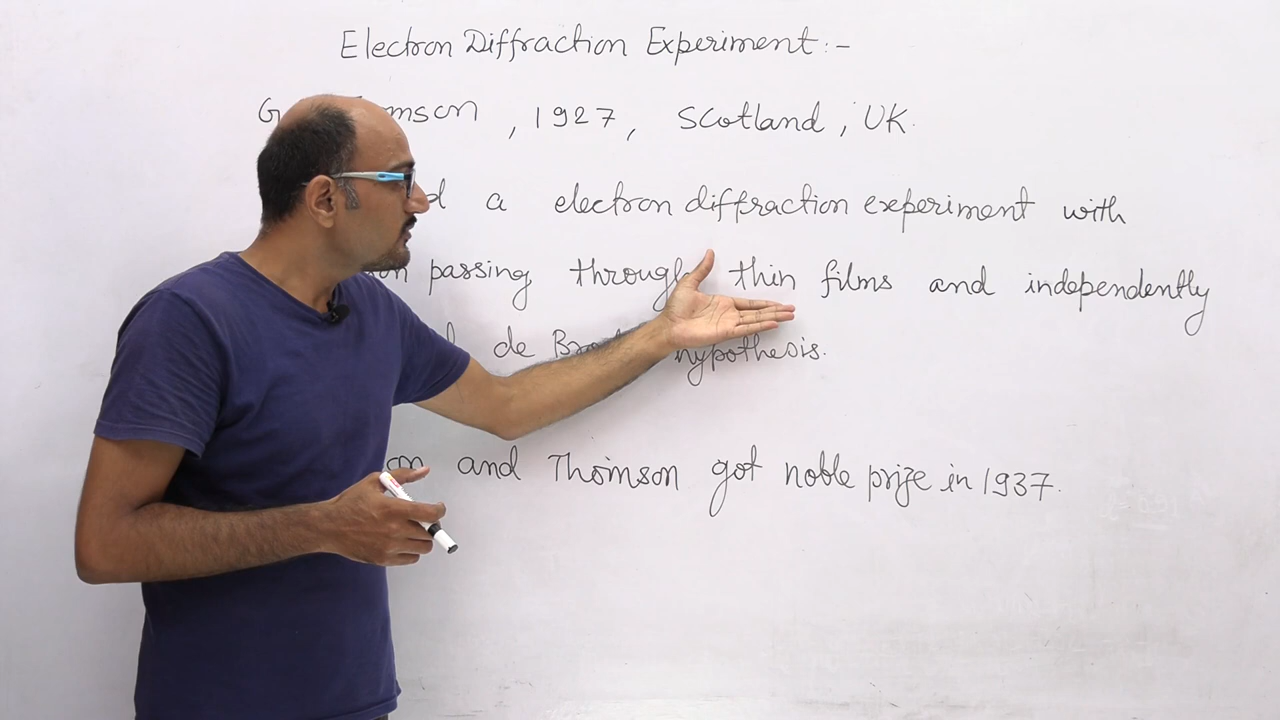 Electron Diffraction Experiment:-
, 1927, Scotland, UK.
a electron diffraction experiment with
passing through thin films and independently
de hypothesis.
and Thomson got noble prize in 1937.